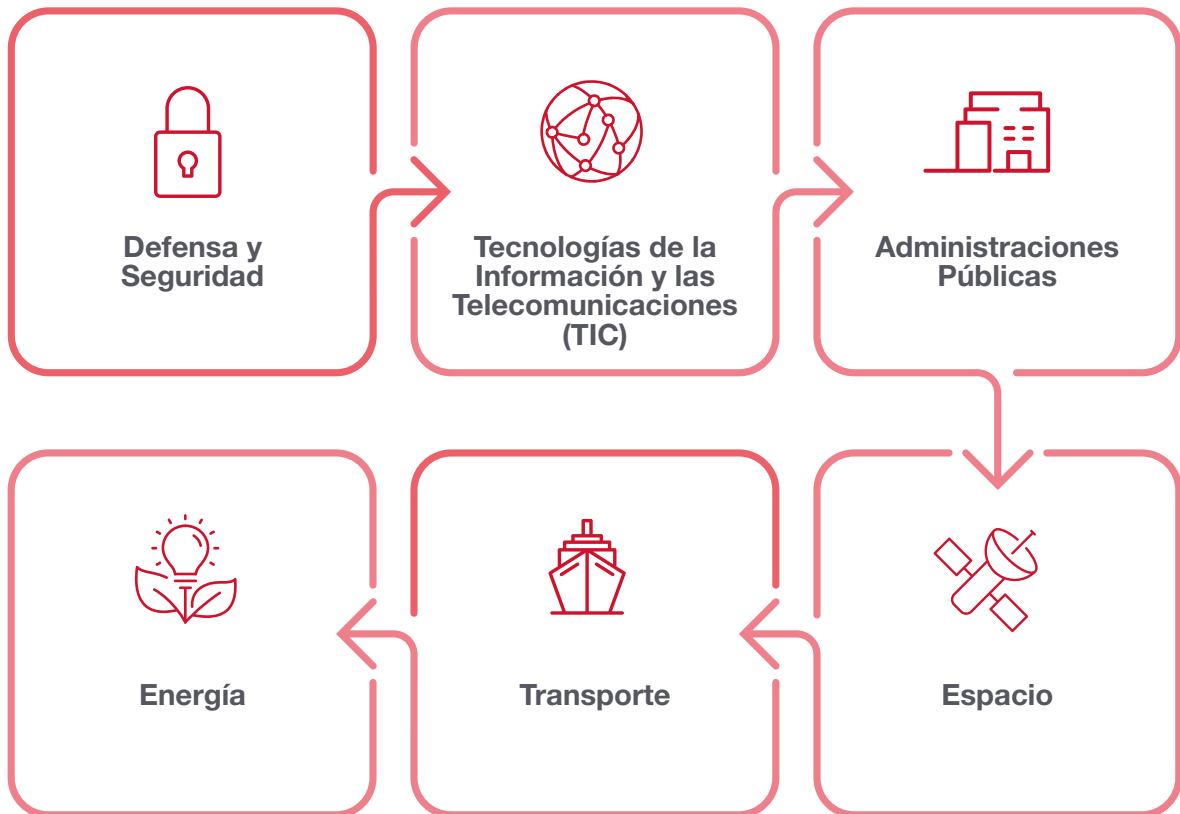 Defensa y
Seguridad
Tecnologías de la
Información y las
Telecomunicaciones
(TIC)
Administraciones
Públicas
Espacio
Transporte
Energía